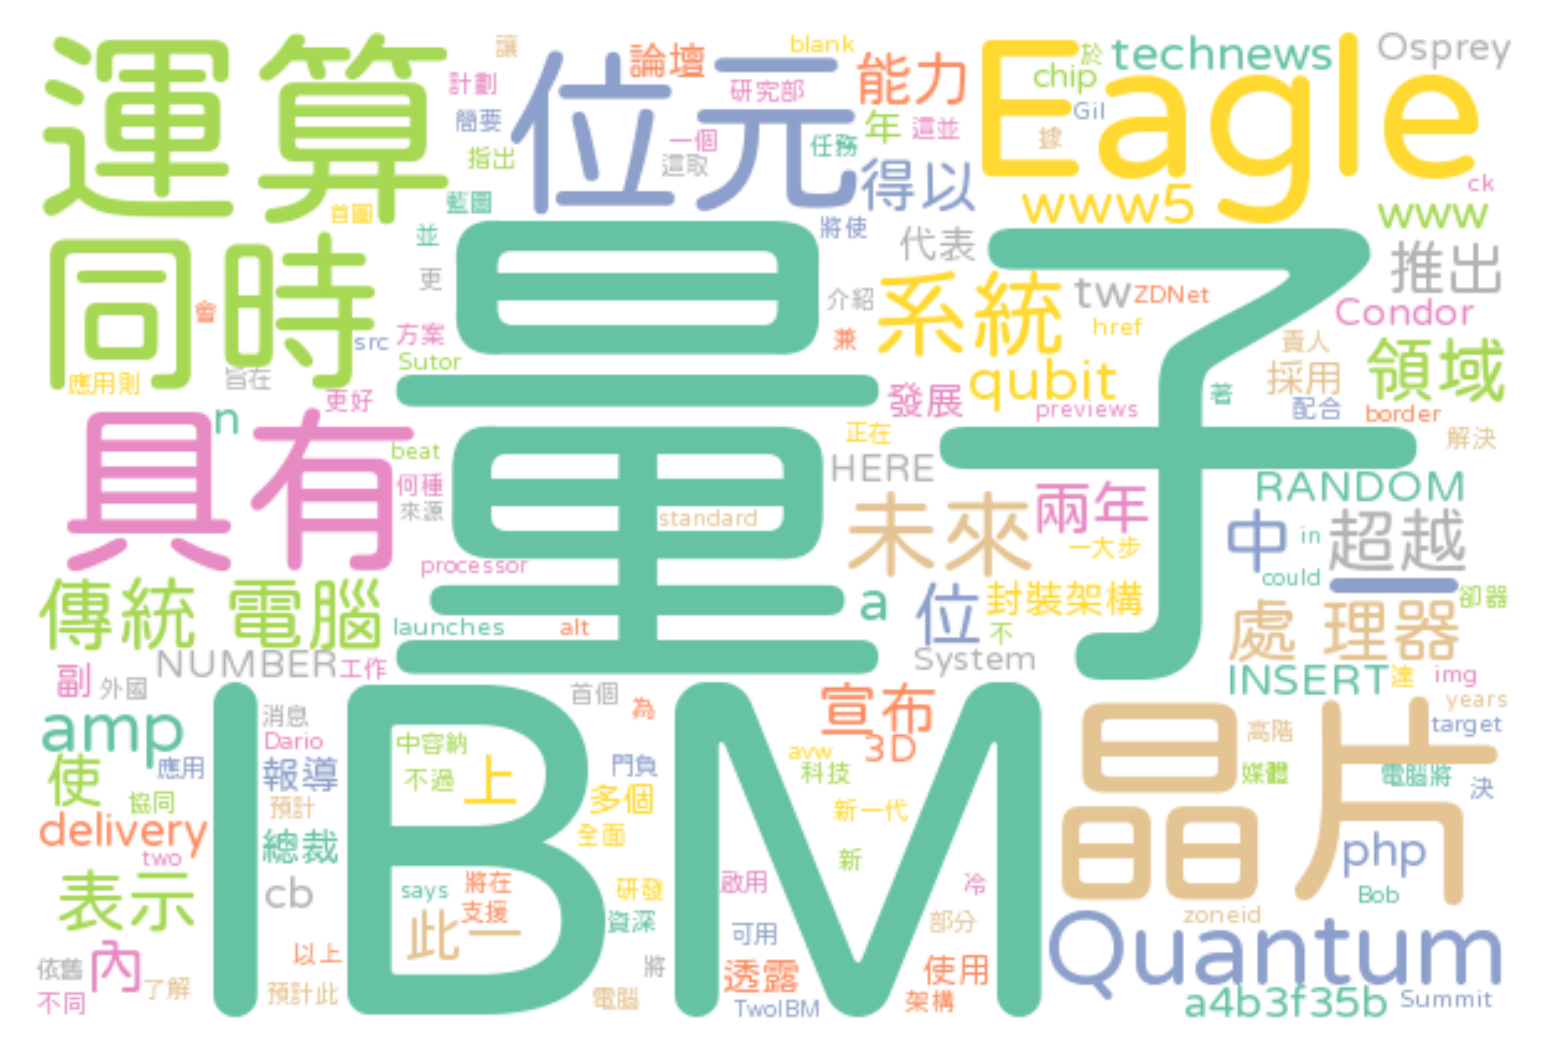 運算
讓
論壇
blank
能力
於
technews
Osprey
計劃
位元
研究部
chip
Eagle
簡要
一個
任務
年
這並
Gil
據
指出
這取
得以
ck
首圖
藍圖
www5
www
同時
並
將使
代表
量子
推出
更
介紹
系統
tw
ZDNet
會
src
方案
兼
href
Condor
應用則
旨在
Sutor
責人
領域
更好
發展
qubit
採用
著
previews
配合
border
n
具有
beat
正在
解決
何種
HERE
RANDOM
來源
standard
未來
兩年
中
in
超越
processor
一大步
could
一
傳統
電腦
a
位
封裝架構
卻器
launches
alt
不
處
理器
NUMBER
工作
System
INSERT
達
img
副
外國
首個
宣布
years
amp
消息
IBM
為
晶片
target
Dario
中容納
avw
3D
高階
使
應用
報導
不過
上
門負
科技
媒體
電腦將
決
協同
預計
多個
新一代
delivery
全面
php
two
總裁
新
表示
cb
says
將在
研發
啟用
冷
Bob
此一
支援
資深
部分
zoneid
內
以上
可用
Quantum
依舊
將
透露
使用
不同
了解
預計此
電腦
TwoIBM
架構
a4b3f35b
Summit